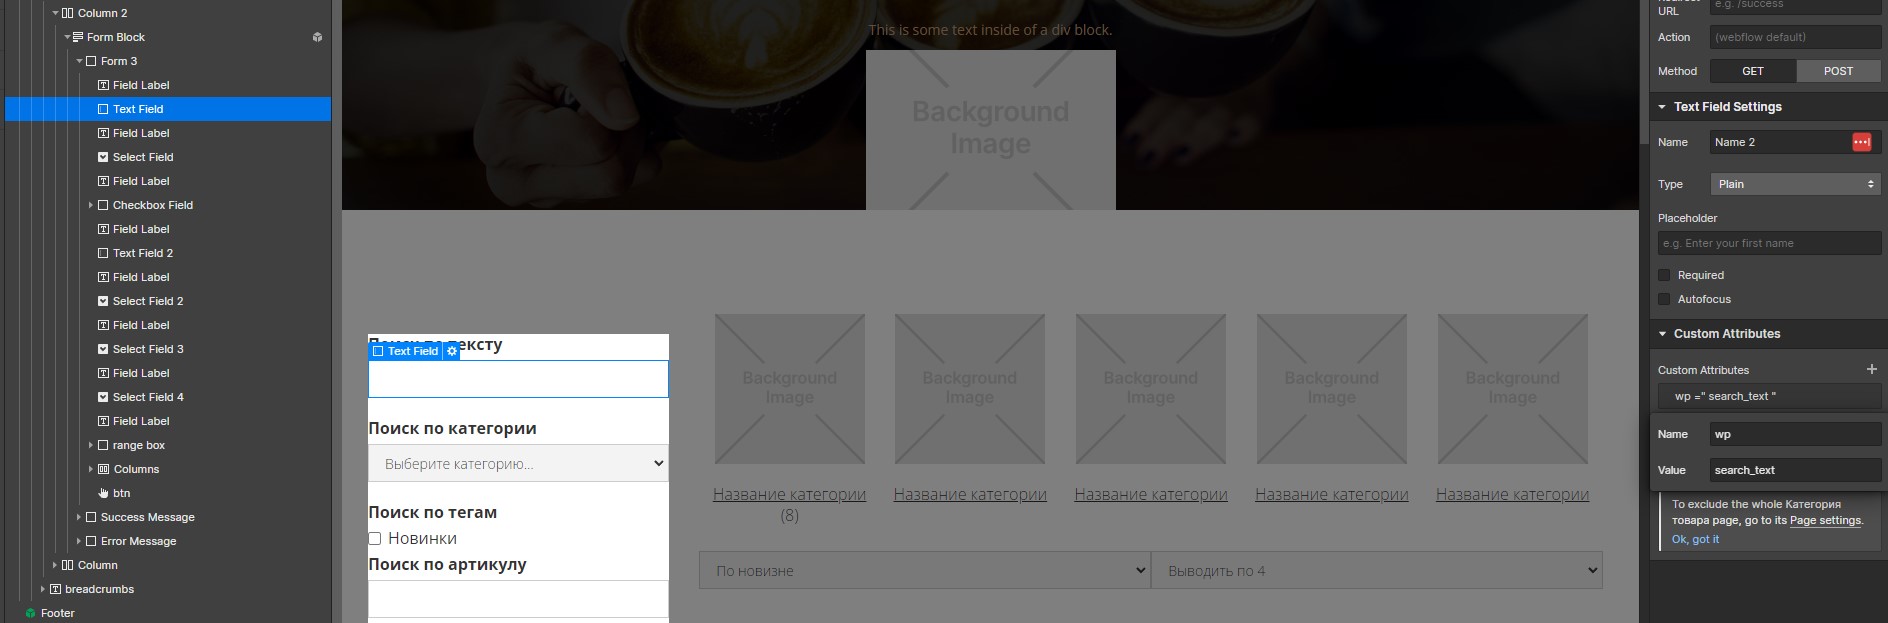 Column 2
Form Block
Form 3
Field Label
Text Field
Field Label
Select Field
Field Label
Checkbox Field
Field Label
Text Field 2
Field Label
Select Field 2
Field Label
Select Field 3
Field Label
Select Field 4
Field Label
range box
Columns
btn
Success Message
Error Message
Column
breadcrumbs
Footer
This is some text inside of a div block.
Background
Image
Поиск по тексту
Text Field
Поиск по категории
Выберите категорию...
Поиск по тегам
Новинки
Поиск по артикулу
Background
Image
Background
Image
Background
Image
Background
Image
Background
Image
Название категории
(8)
Название категории
Название категории
Название категории
Название категории
По новизне
Выводить по 4
URL
e.g. /success
Action
(webflow default)
Method
GET
POST
Text Field Settings
Name
Name 2
Type
Plain
Placeholder
e.g. Enter your first name
Required
Autofocus
Custom Attributes
Custom Attributes
wp =" search_text "
Name
wp
Value
search_text
To exclude the whole Категория
товара page, go to its Page settings.
Ok, got it